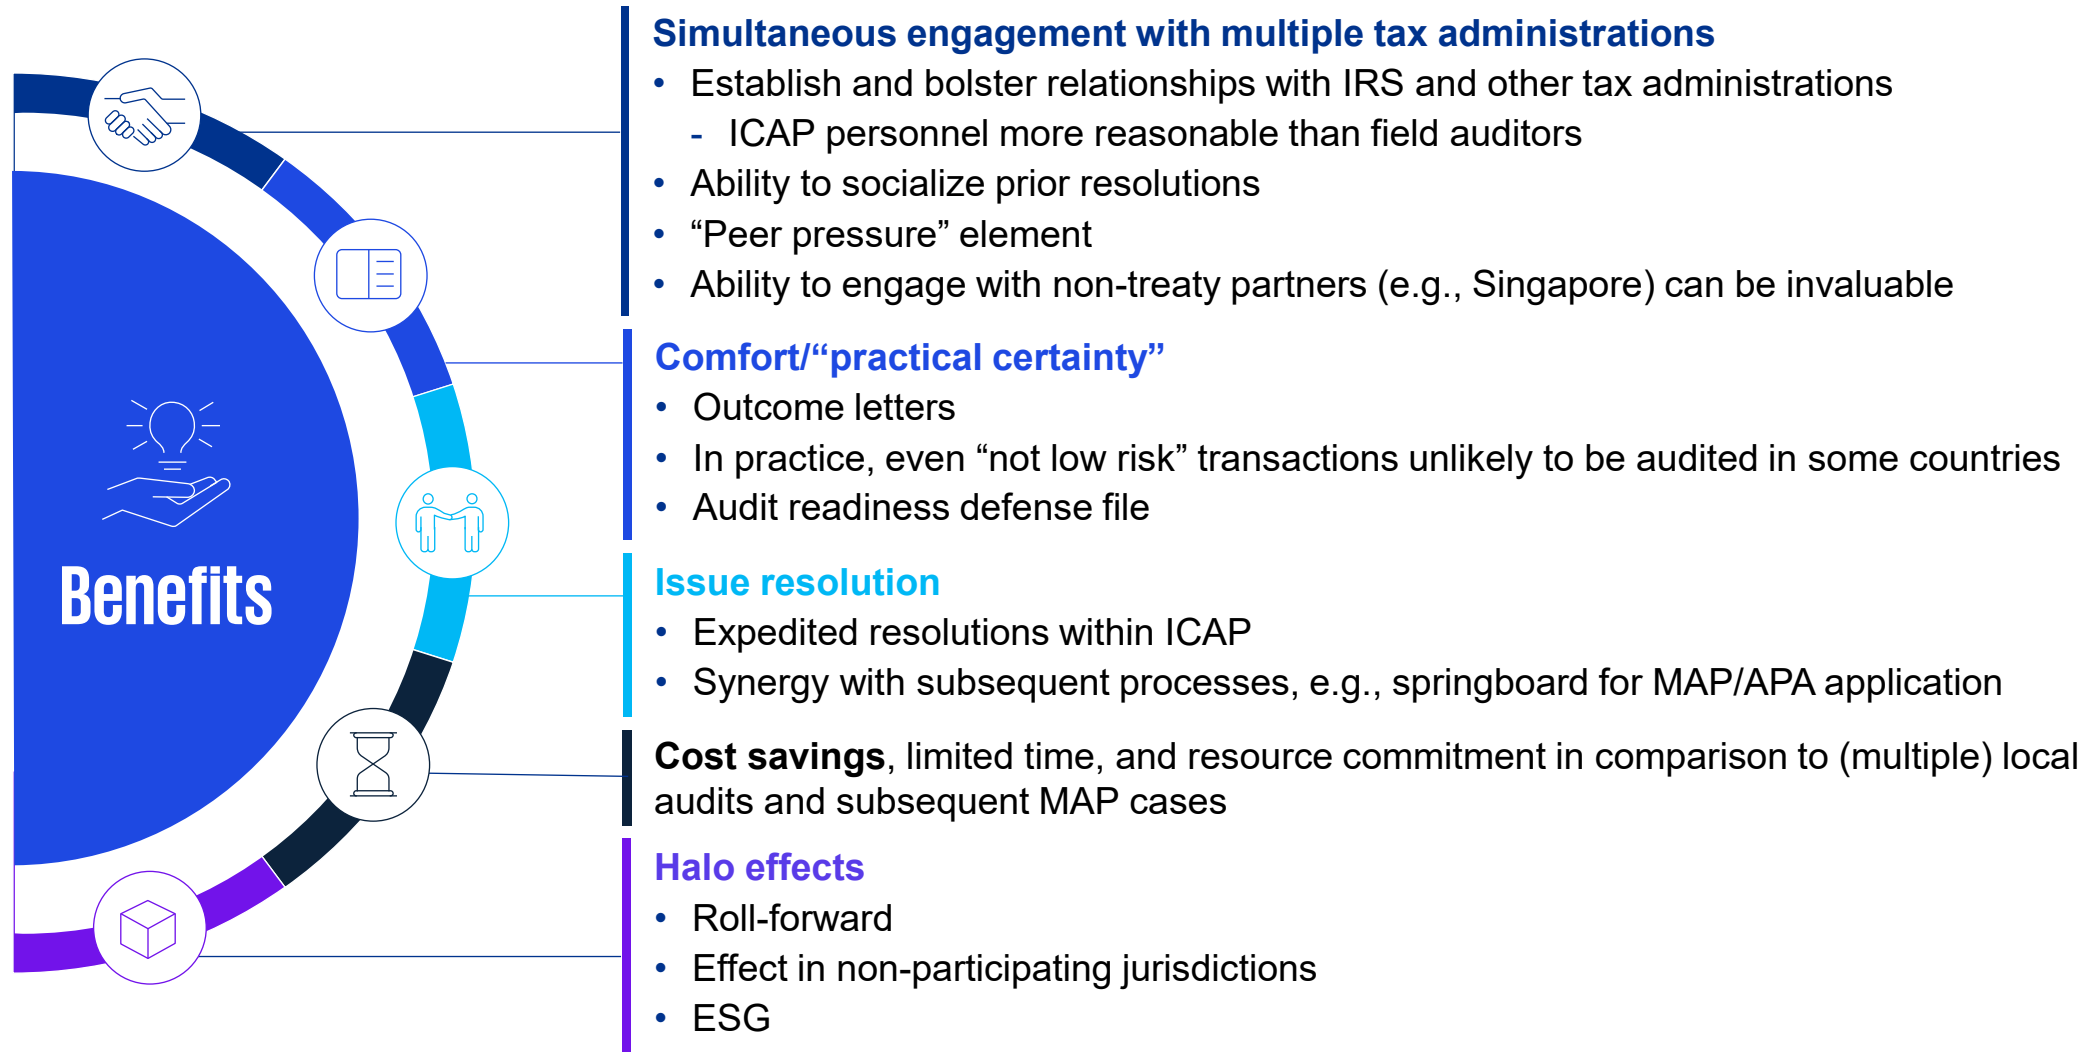 Benefits
Simultaneous engagement with multiple tax administrations
• Establish and bolster relationships with IRS and other tax administrations
- ICAP personnel more reasonable than field auditors
• Ability to socialize prior resolutions
• “Peer pressure” element
• Ability to engage with non-treaty partners (e.g., Singapore) can be invaluable
Comfort/“practical certainty”
• Outcome letters
• In practice, even “not low risk” transactions unlikely to be audited in some countries
• Audit readiness defense file
Issue resolution
• Expedited resolutions within ICAP
• Synergy with subsequent processes, e.g., springboard for MAP/APA application
Cost savings, limited time, and resource commitment in comparison to (multiple) local
audits and subsequent MAP cases
Halo effects
• Roll-forward
• Effect in non-participating jurisdictions
• ESG